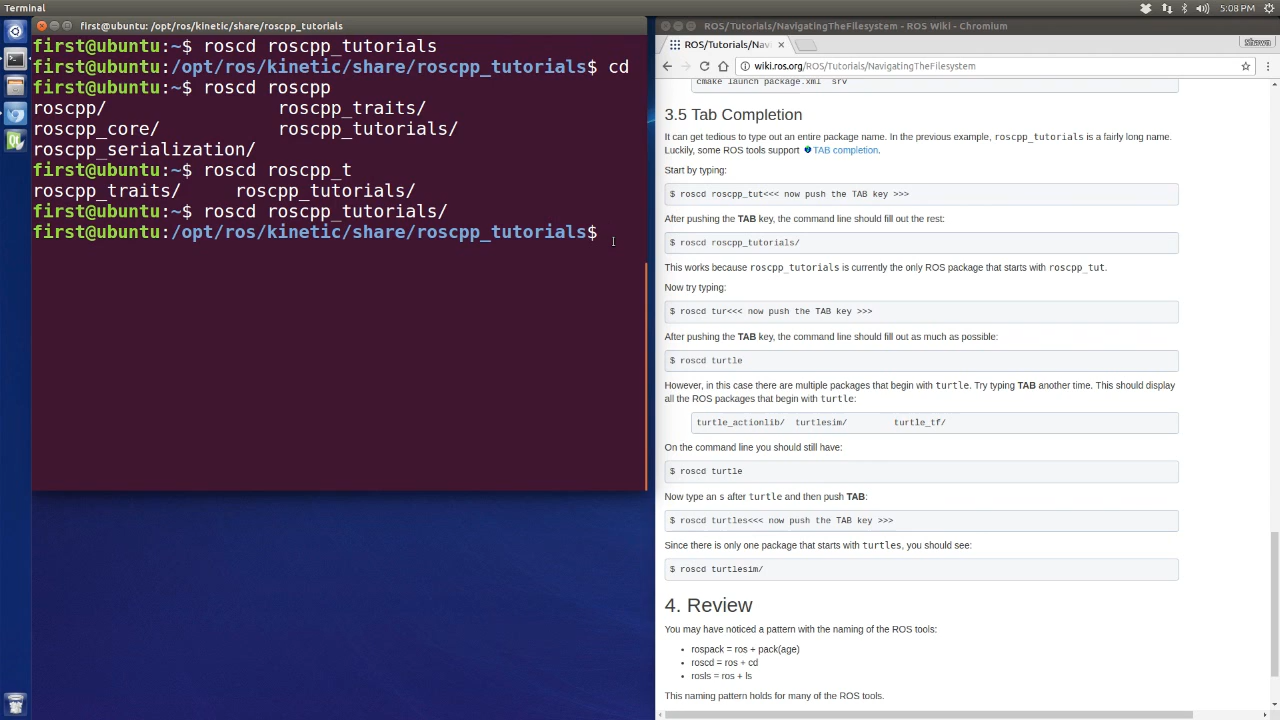 Terminal
5:08 PM
first@ubuntu: /opt/ros/kinetic/share/roscpp_tutorials
first@ubuntu:~$ roscd roscpp_tutorials
first@ubuntu:/opt/ros/kinetic/share/roscpp_tutorials$ cd
first@ubuntu:~$ roscd roscpp
roscpp/ roscpp_traits/
roscpp_core/ roscpp_tutorials/
roscpp_serialization/
first@ubuntu:~$ roscd roscpp_t
roscpp_traits/ roscpp_tutorials/
first@ubuntu:~$ roscd roscpp_tutorials/
first@ubuntu:/opt/ros/kinetic/share/roscpp_tutorials$
ROS/Tutorials/NavigatingTheFilesystem - ROS Wiki - Chromium
ROS/Tutorials/Navi
Shawn
wiki.ros.org/ROS/Tutorials/NavigatingTheFilesystem
cmake launch package.xml srv
3.5 Tab Completion
It can get tedious to type out an entire package name. In the previous example, roscpp_tutorials is a fairly long name.
Luckily, some ROS tools support TAB completion.
Start by typing:
$ roscd roscpp_tut<<< now push the TAB key >>>
After pushing the TAB key, the command line should fill out the rest:
$ roscd roscpp_tutorials/
This works because roscpp_tutorials is currently the only ROS package that starts with roscpp_tut.
Now try typing:
$ roscd tur<<< now push the TAB key >>>
After pushing the TAB key, the command line should fill out as much as possible:
$ roscd turtle
However, in this case there are multiple packages that begin with turtle. Try typing TAB another time. This should display
all the ROS packages that begin with turtle:
turtle_actionlib/ turtlesim/ turtle_tf/
On the command line you should still have:
$ roscd turtle
Now type an s after turtle and then push TAB:
$ roscd turtles<<< now push the TAB key >>>
Since there is only one package that starts with turtles, you should see:
$ roscd turtlesim/
4. Review
You may have noticed a pattern with the naming of the ROS tools:
• rospack = ros + pack(age)
• roscd = ros + cd
• rosls = ros + ls
This naming pattern holds for many of the ROS tools.